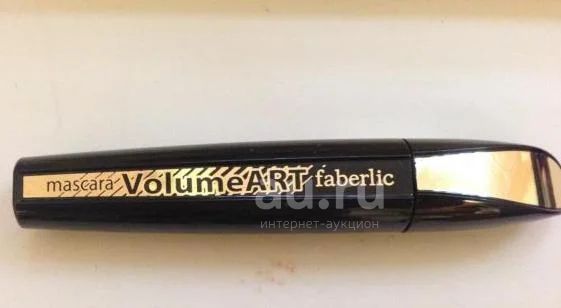 mascara VolumeART faberlic
au.ru
интернет-аукцион